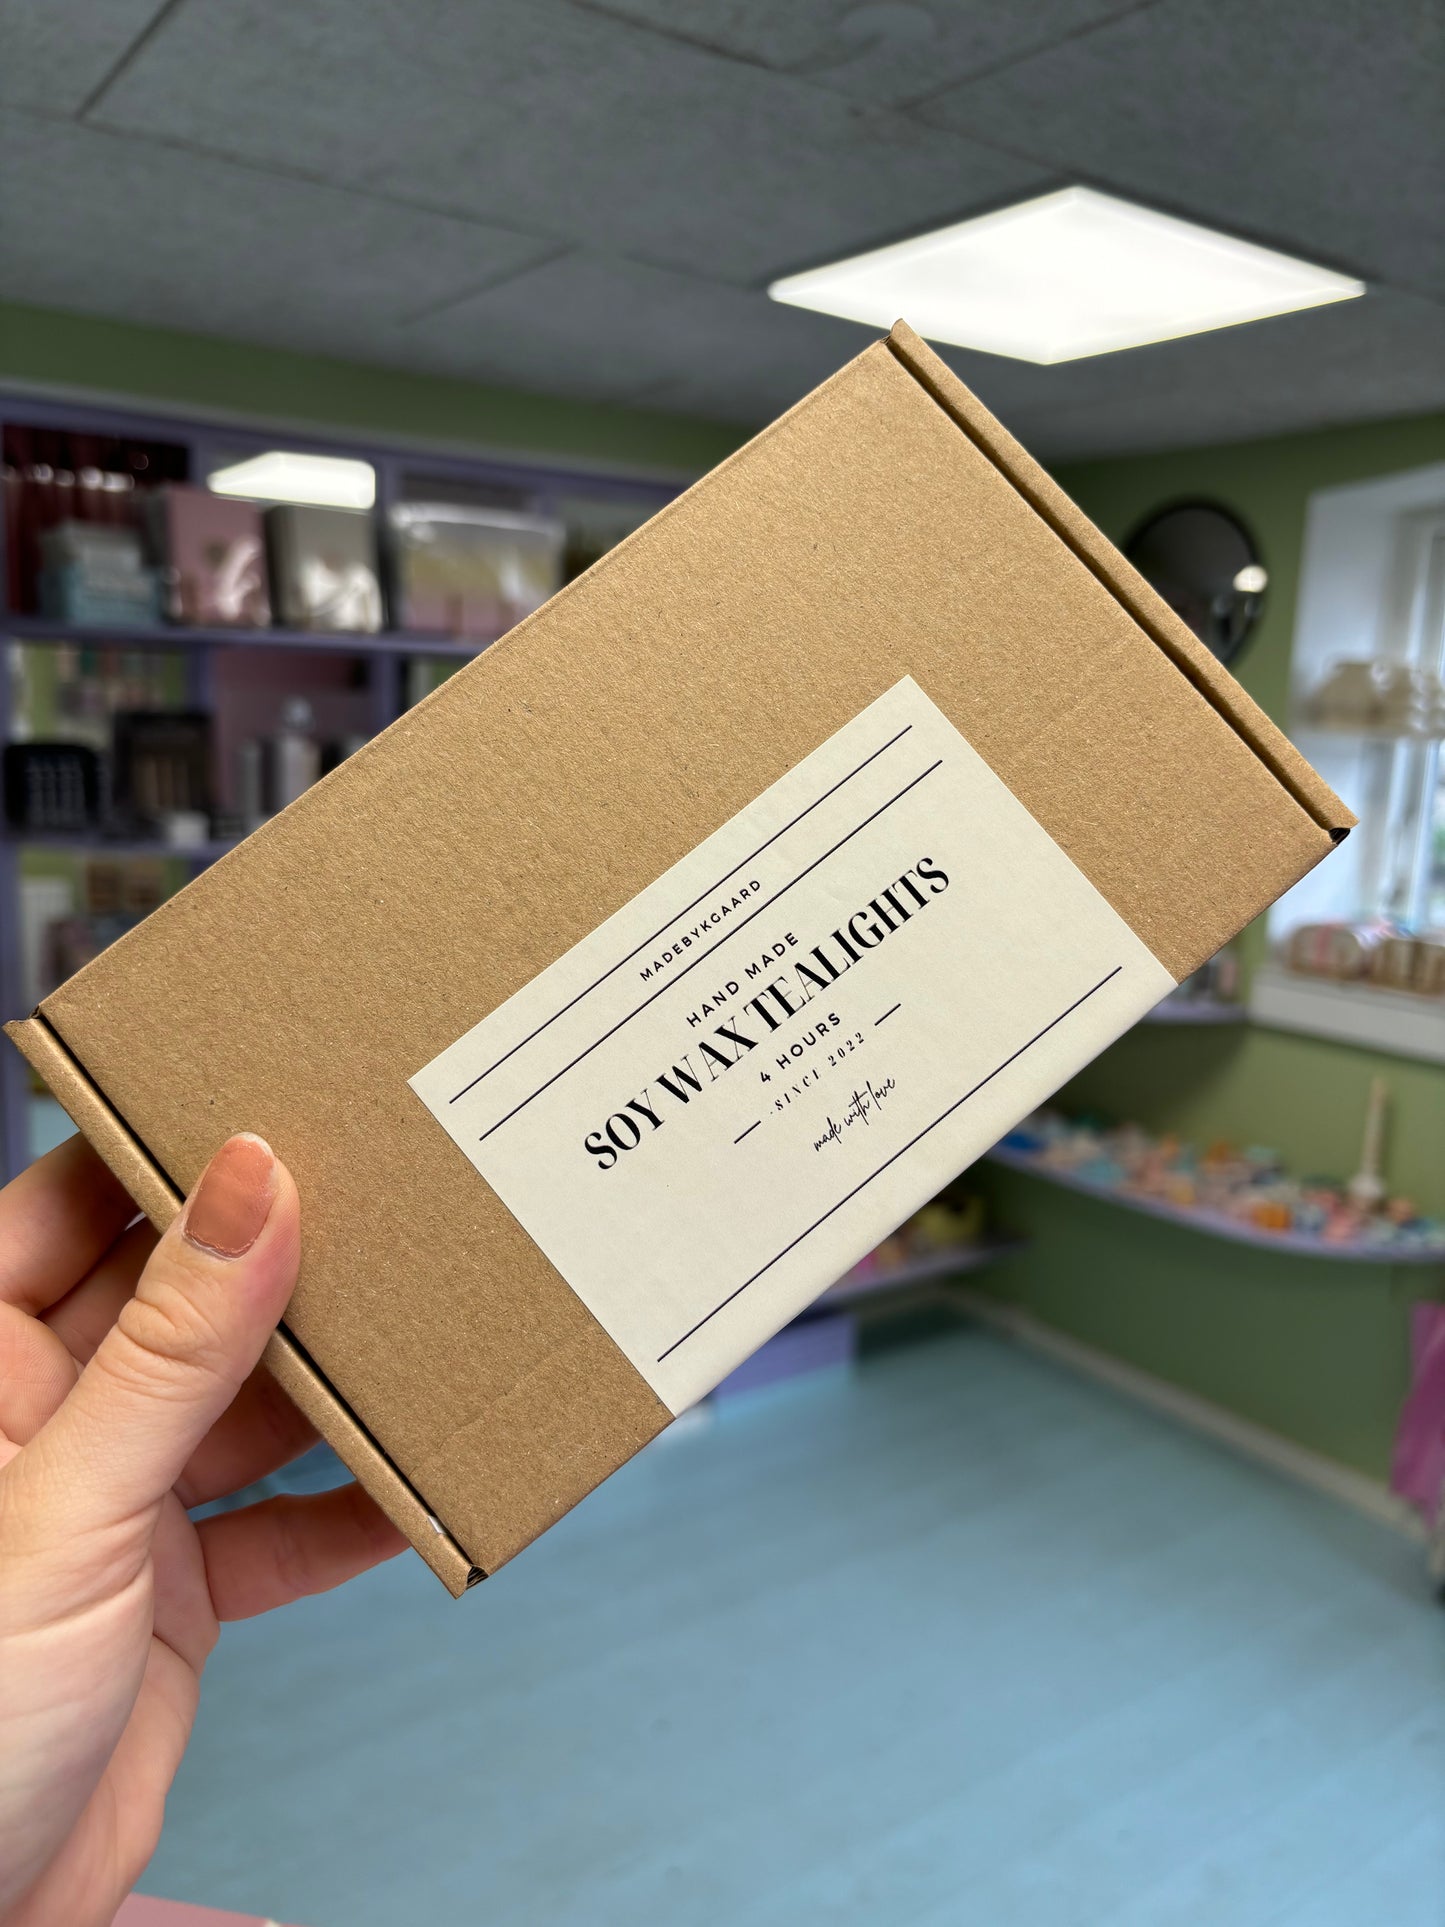 MADEBYKGAARD
HAND MADE
SOY WAX TEALIGHTS
4 HOURS
SINCE 2022
made with love